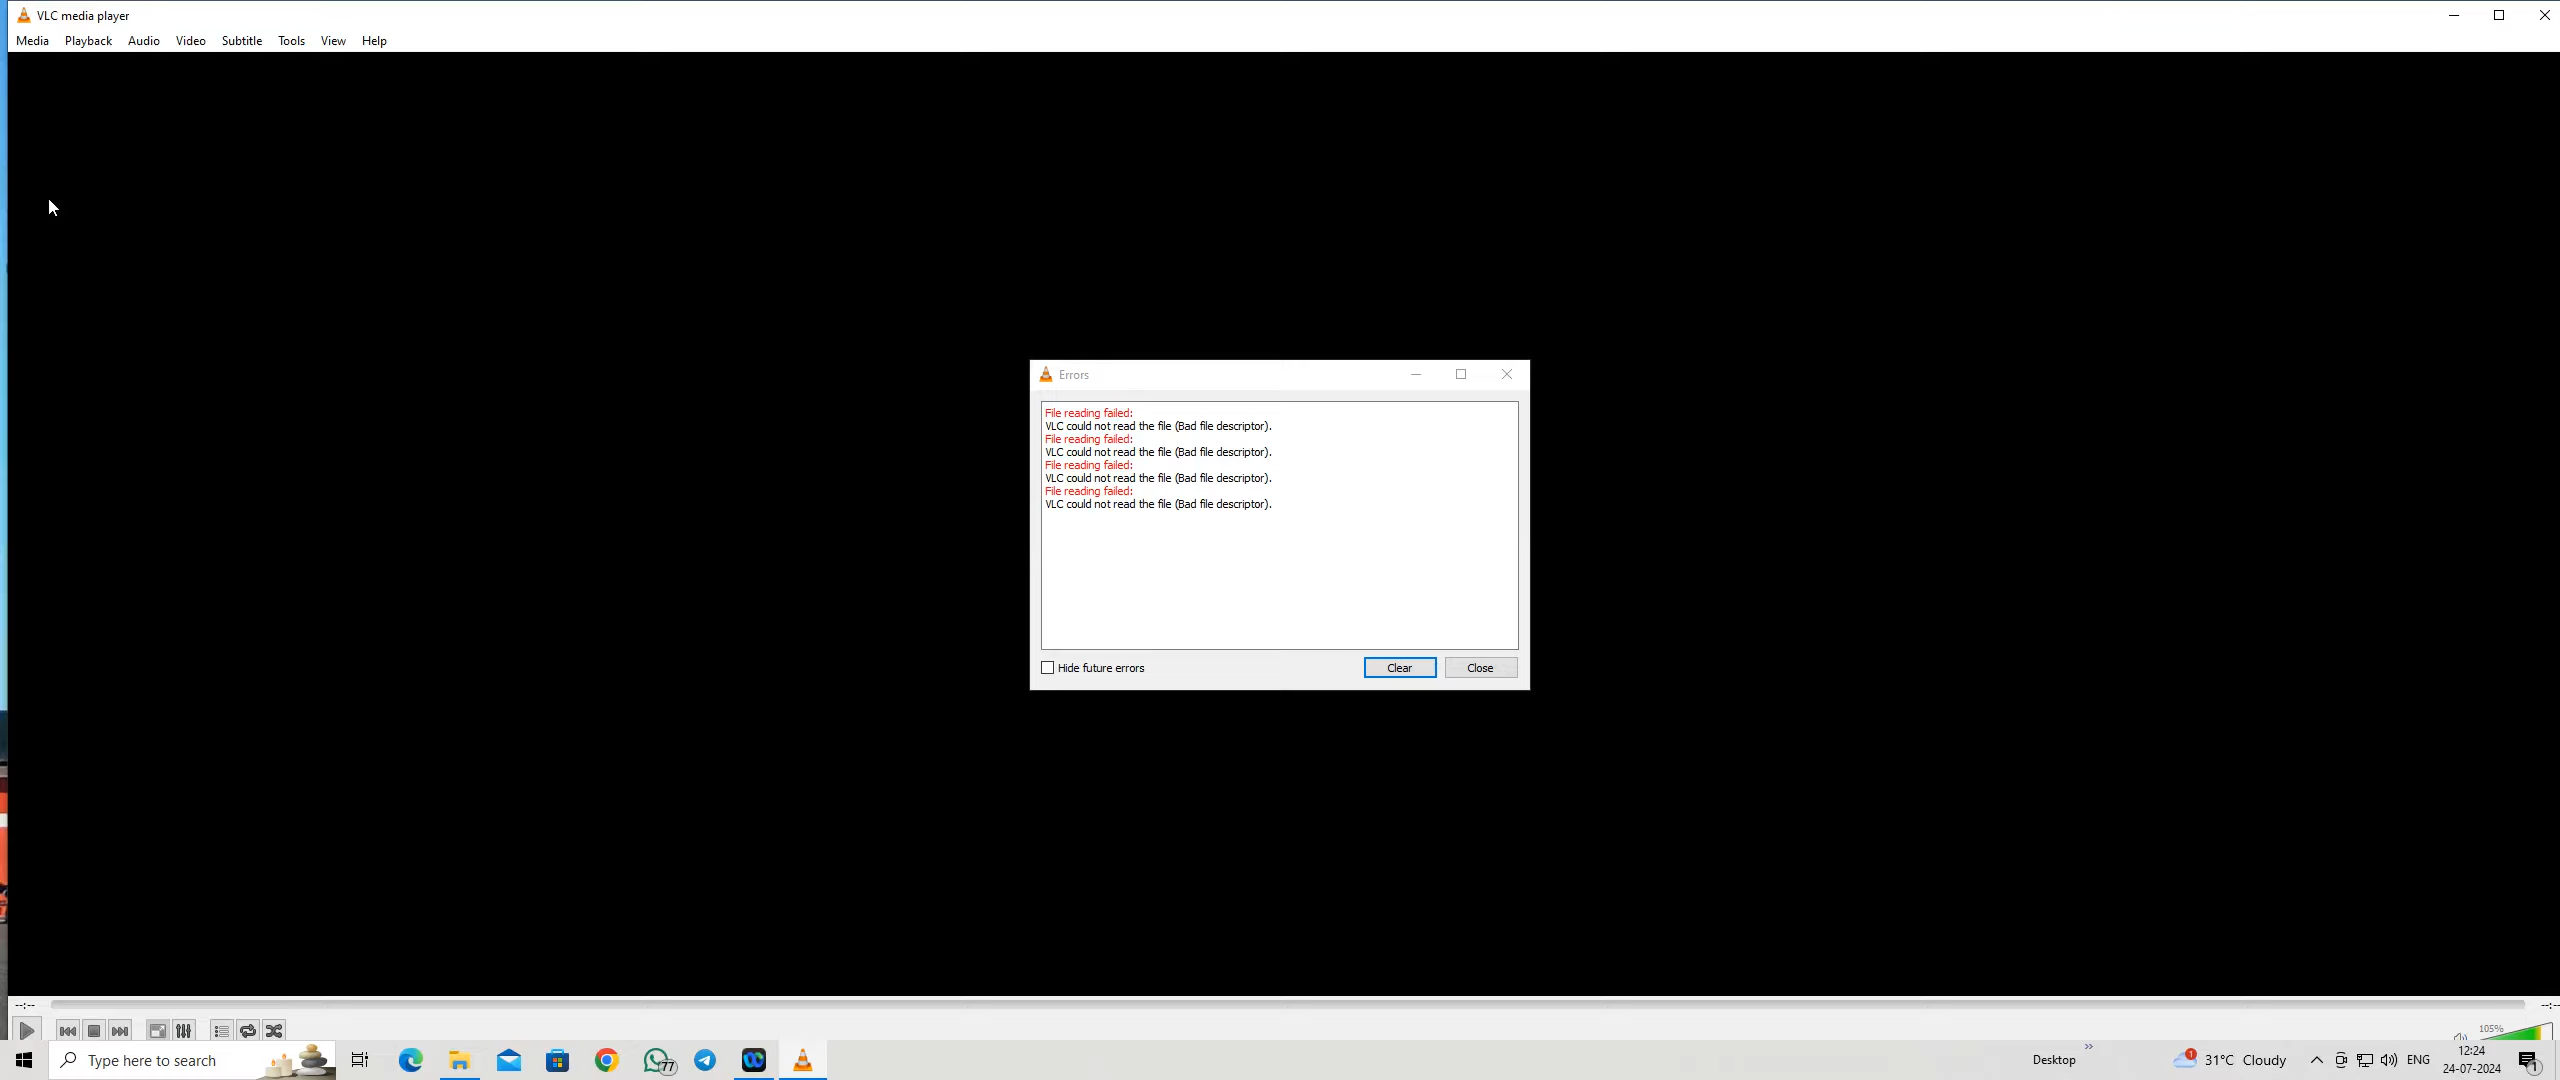 VLC media player
Media Playback Audio Video Subtitle Tools View Help
Errors
File reading failed:
VLC could not read the file (Bad file descriptor).
File reading failed:
VLC could not read the file (Bad file descriptor).
File reading failed:
VLC could not read the file (Bad file descriptor).
File reading failed:
VLC could not read the file (Bad file descriptor).
Hide future errors
Clear
Close
--:--
--:--
105%
Type here to search
77
Desktop
1
31°C Cloudy
ENG
12:24
24-07-2024
1